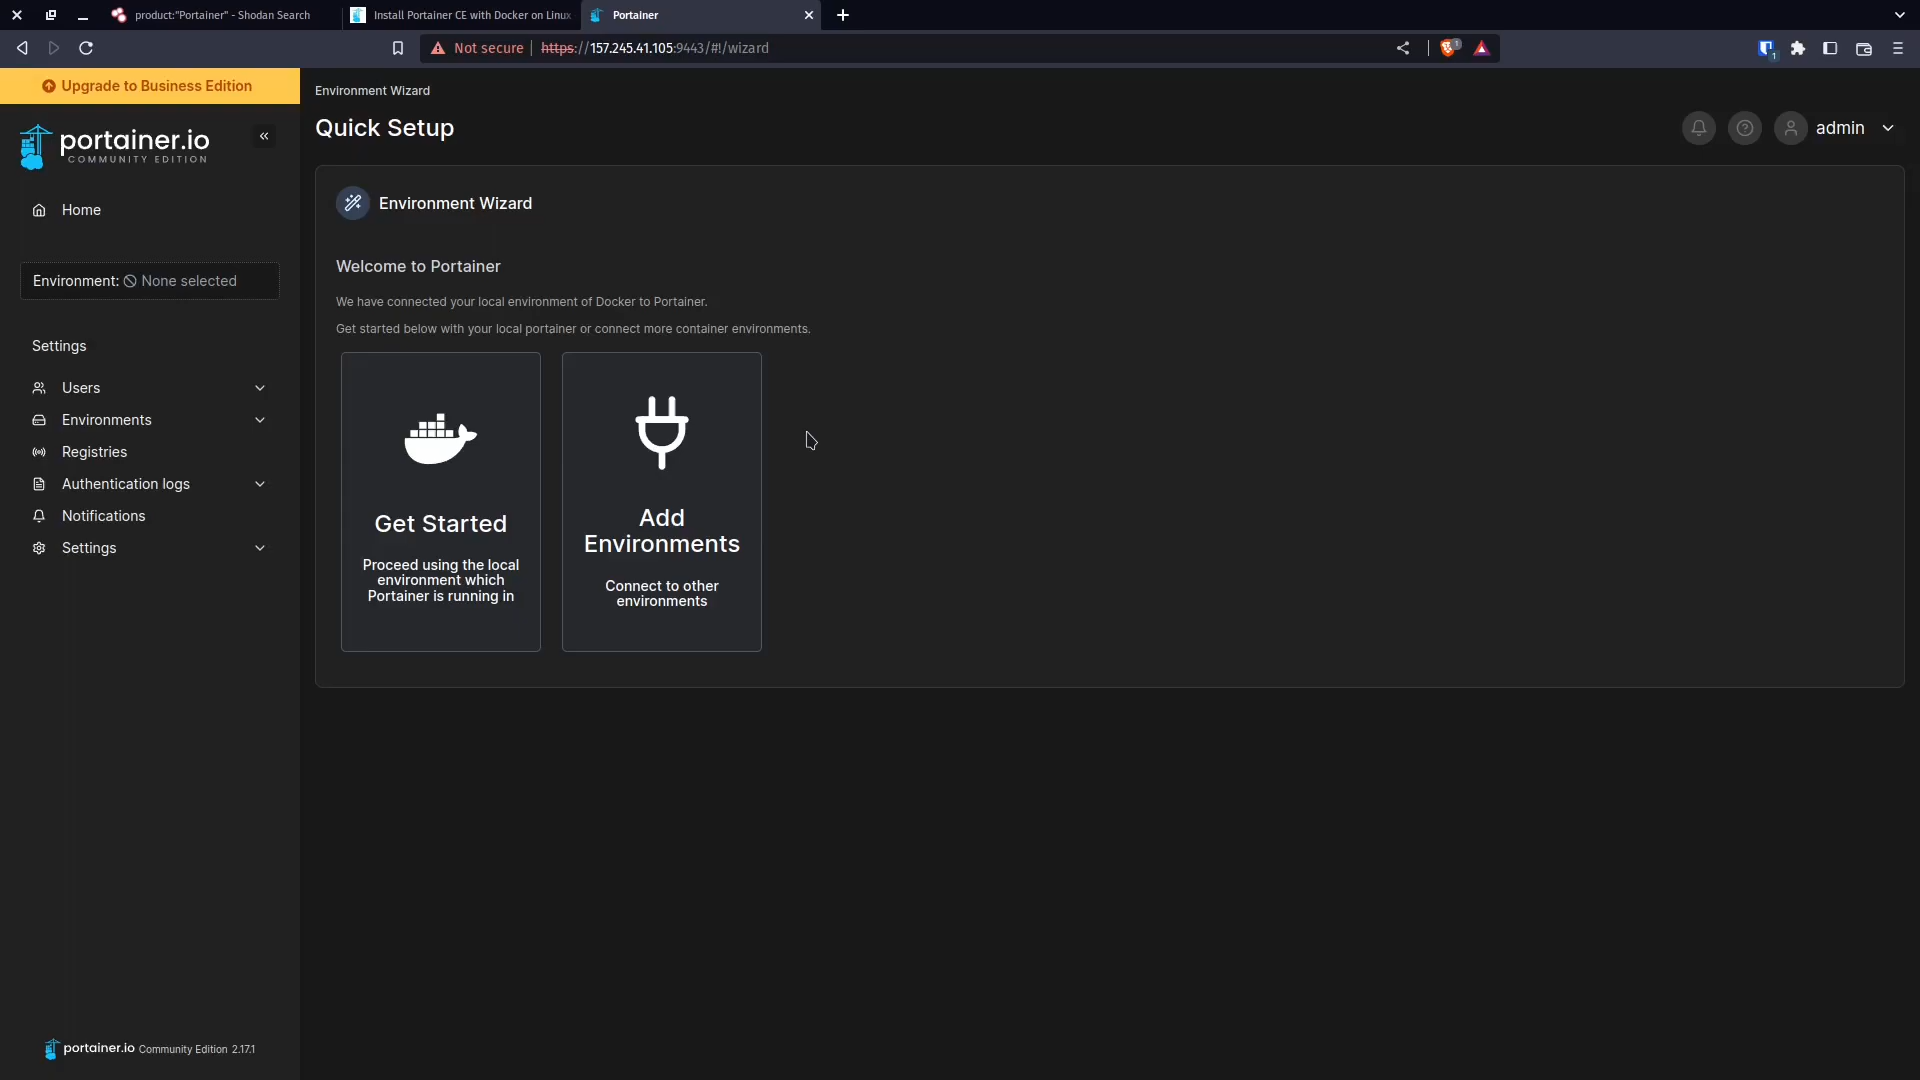 product:"Portainer" - Shodan Search
Install Portainer CE with Docker on Linux
Portainer
Not secure
https://157.245.41.105:9443/#!/wizard
1
1
Upgrade to Business Edition
portainer.io
COMMUNITY EDITION
Home
Environment: None selected
Settings
Users
Environments
Registries
Authentication logs
Notifications
Settings
portainer.io Community Edition 2.17.1
Environment Wizard
Quick Setup
admin
Environment Wizard
Welcome to Portainer
We have connected your local environment of Docker to Portainer.
Get started below with your local portainer or connect more container environments.
Get Started
Proceed using the local
environment which
Portainer is running in
Add
Environments
Connect to other
environments